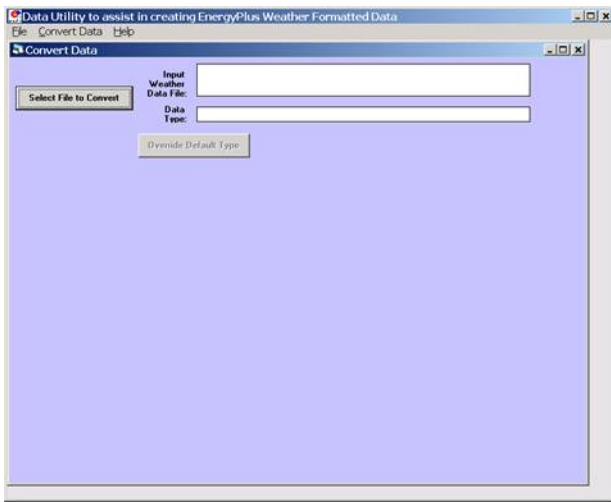 Data Utility to assist in creating EnergyPlus Weather Formatted Data
File Convert Data Help
Convert Data
Select File to Convert
Input
Weather
Data File:
Data
Type:
Override Default Type